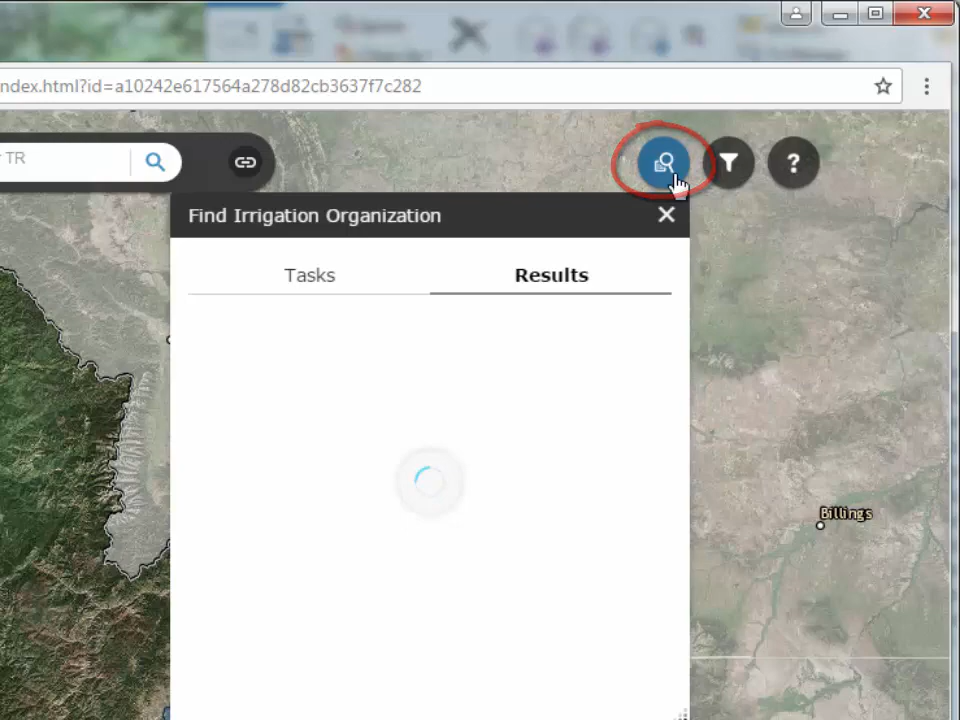 ndex.html?id=a10242e617564a278d82cb3637f7c282
TR
?
Find Irrigation Organization
Tasks
Results
Billings